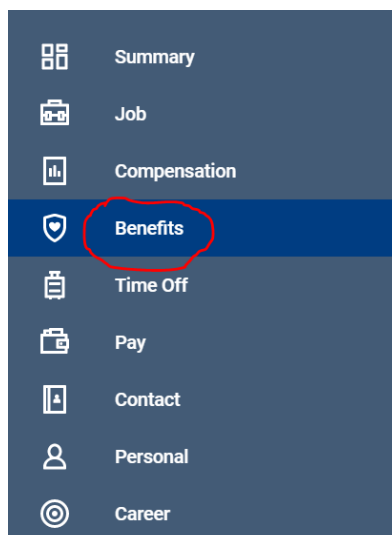 Summary
Job
Compensation
Benefits
Time Off
Pay
Contact
Personal
Career